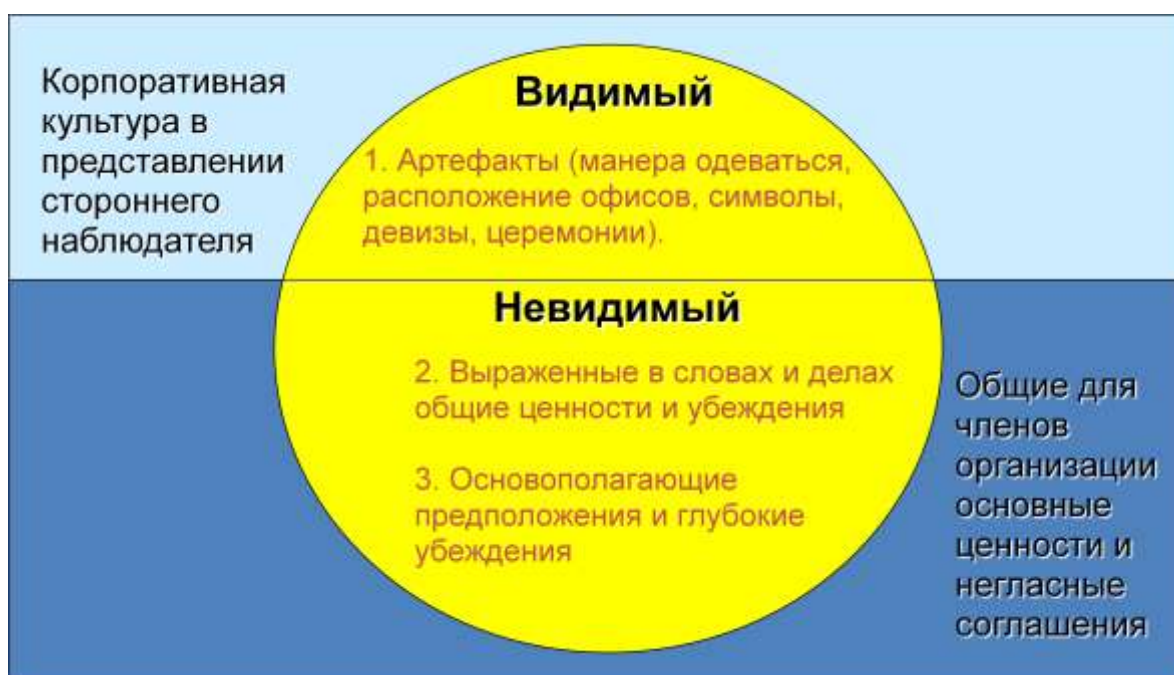 Корпоративная
культура в
представлении
стороннего
наблюдателя
Видимый
1. Артефакты (манера одеваться,
расположение офисов, символы,
девизы, церемонии).
Невидимый
2. Выраженные в словах и делах
общие ценности и убеждения
3. Основополагающие
предположения и глубокие
убеждения
Общие для
членов
организации
основные
ценности и
негласные
соглашения